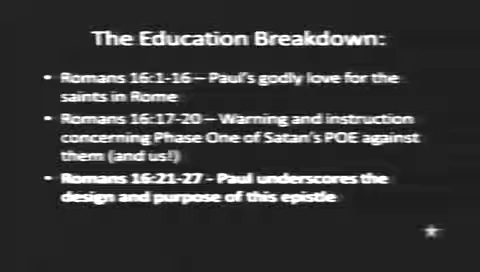 The Education Breakdown:
• Romans 16:1-16 – Paul's godly love for the
saints in Rome
• Romans 16:17-20 – Warning and instruction
concerning Phase One of Satan's POE against
them (and us!)
• Romans 16:21-27 - Paul underscores the
design and purpose of this epistle